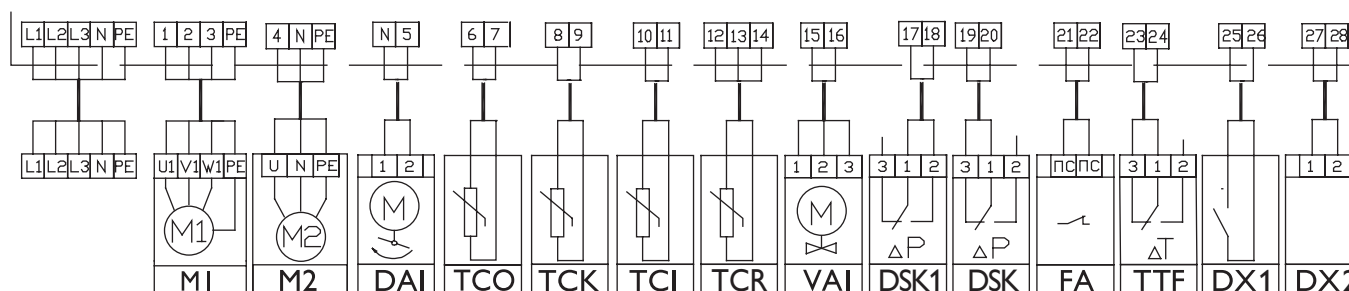 L1 L2 L3 N PE 1 2 3 PE 4 N PE N 5 6 7 8 9 10 11 12 13 14 15 16 17 18 19 20 21 22 23 24 25 26 27 28
L1 L2 L3 N PE U1 V1 W1 PE U N PE 1 2 1 2 3 3 1 2 3 1 2 ПС ПС 3 1 2 1 2
M1 M2 M M
ΔP ΔP ΔT
M1 M2 DAI TCO TCK TCI TCR VAI DSK1 DSK FA TTF DX1 DX2